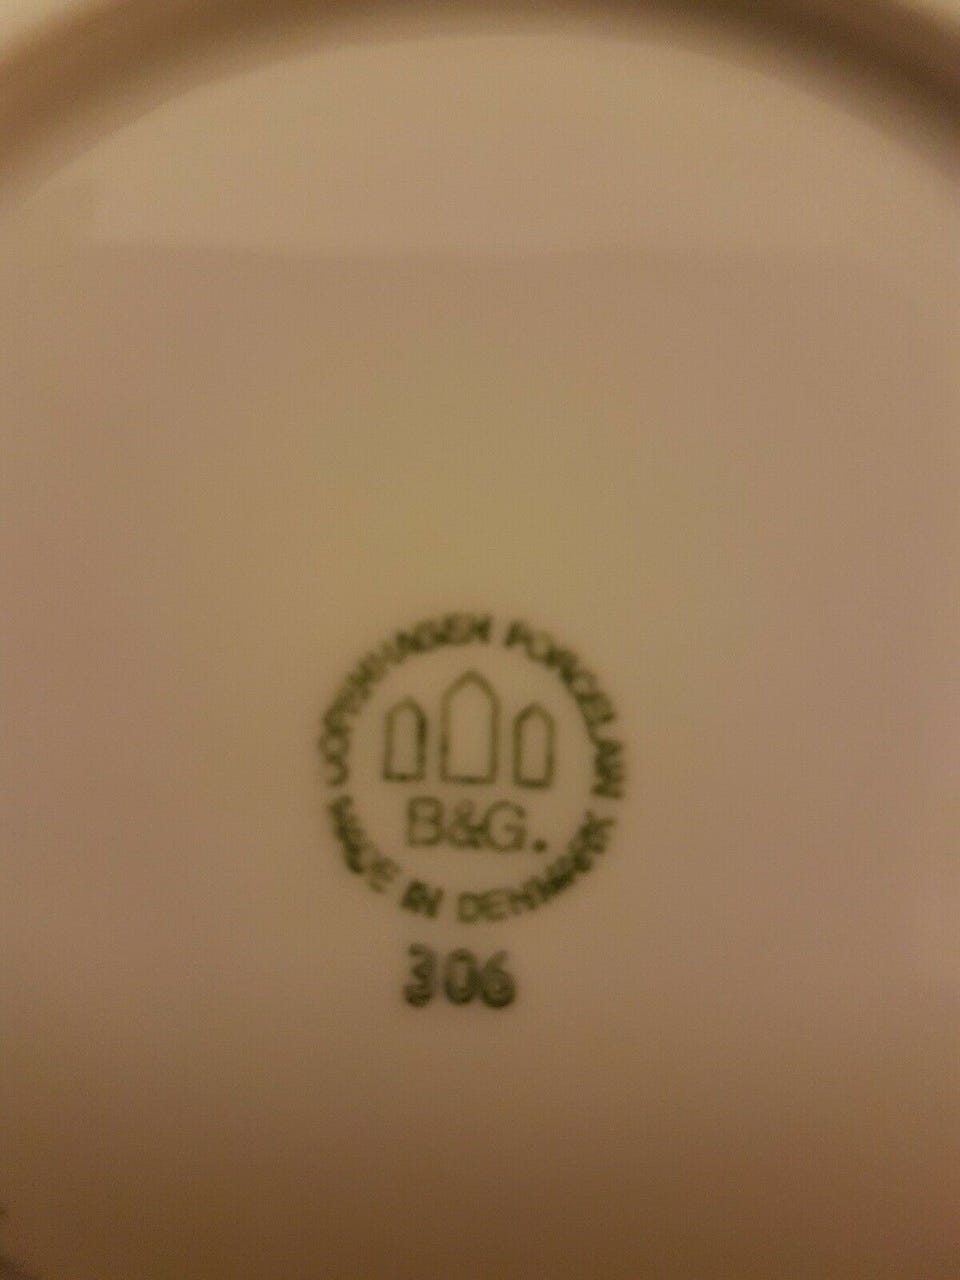 COPENHAGEN PORCELAIN
B&G.
MADE IN DENMARK
306